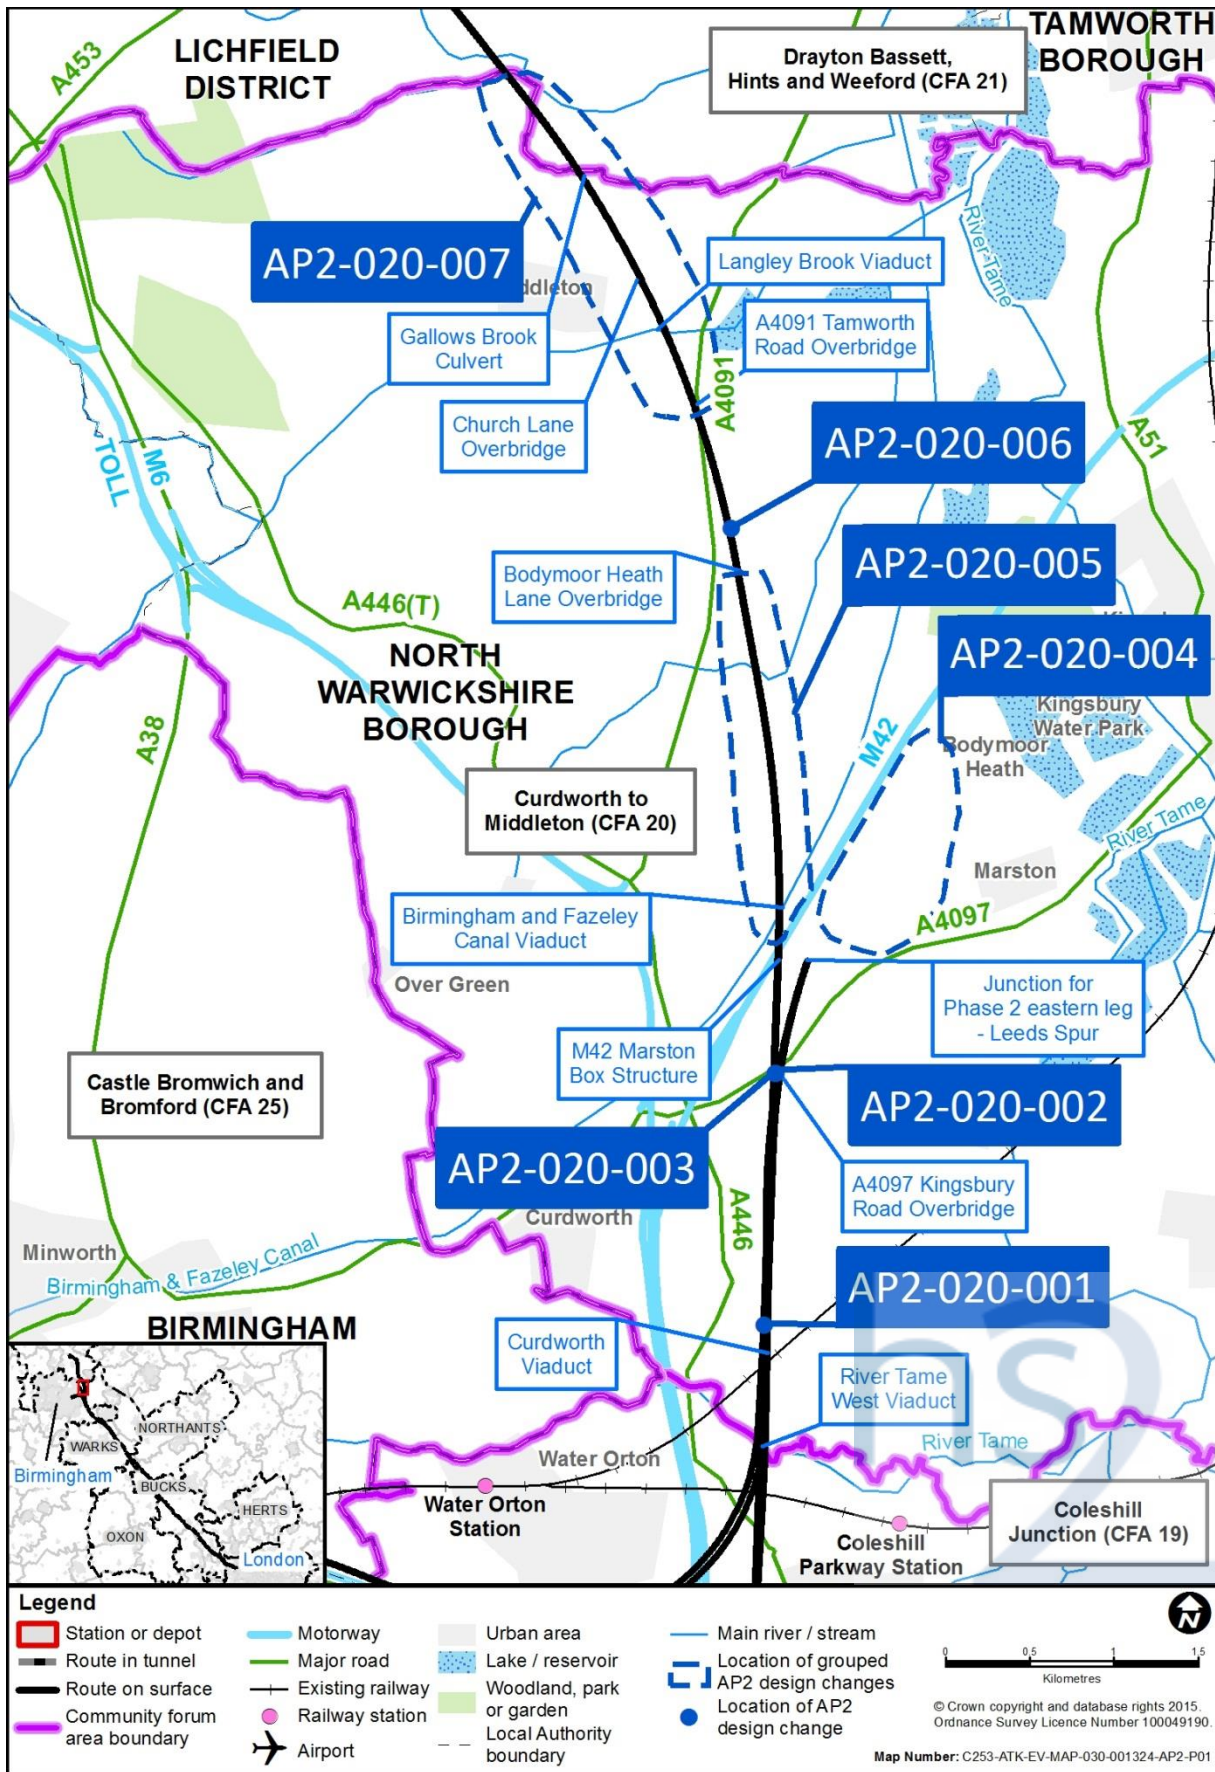 LICHFIELD
DISTRICT
TAMWORTH
BOROUGH
A453
Drayton Bassett,
Hints and Weeford (CFA 21)
River Tame
AP2-020-007
Langley Brook Viaduct
Gallows Brook
Culvert
A4091 Tamworth
Road Overbridge
A4091
Church Lane
Overbridge
M6
TOLL
A51
AP2-020-006
AP2-020-005
Bodymoor Heath
Lane Overbridge
A446(T)
AP2-020-004
NORTH
WARWICKSHIRE
BOROUGH
Kingsbury
Water Park
Bodymoor
Heath
A38
M42
Curdworth to
Middleton (CFA 20)
River Tame
Marston
A4097
Birmingham and Fazeley
Canal Viaduct
Over Green
Junction for
Phase 2 eastern leg
- Leeds Spur
M42 Marston
Box Structure
Castle Bromwich and
Bromford (CFA 25)
AP2-020-002
AP2-020-003
A4097 Kingsbury
Road Overbridge
A446
Curdworth
Minworth
Birmingham & Fazeley Canal
AP2-020-001
BIRMINGHAM
Curdworth
Viaduct
River Tame
West Viaduct
hs2
River Tame
Water Orton
Water Orton
Station
Coleshill
Parkway Station
Coleshill
Junction (CFA 19)
NORTHANTS
WARKS
Birmingham
BUCKS
HERTS
OXON
London
Legend
Station or depot
Route in tunnel
Route on surface
Community forum
area boundary
Motorway
Major road
Existing railway
Railway station
Airport
Urban area
Lake / reservoir
Woodland, park
or garden
Local Authority
boundary
Main river / stream
Location of grouped
AP2 design changes
Location of AP2
design change
N
0 0.5 1 1.5
Kilometres
© Crown copyright and database rights 2015.
Ordnance Survey Licence Number 100049190.
Map Number: C253-ATK-EV-MAP-030-001324-AP2-P01